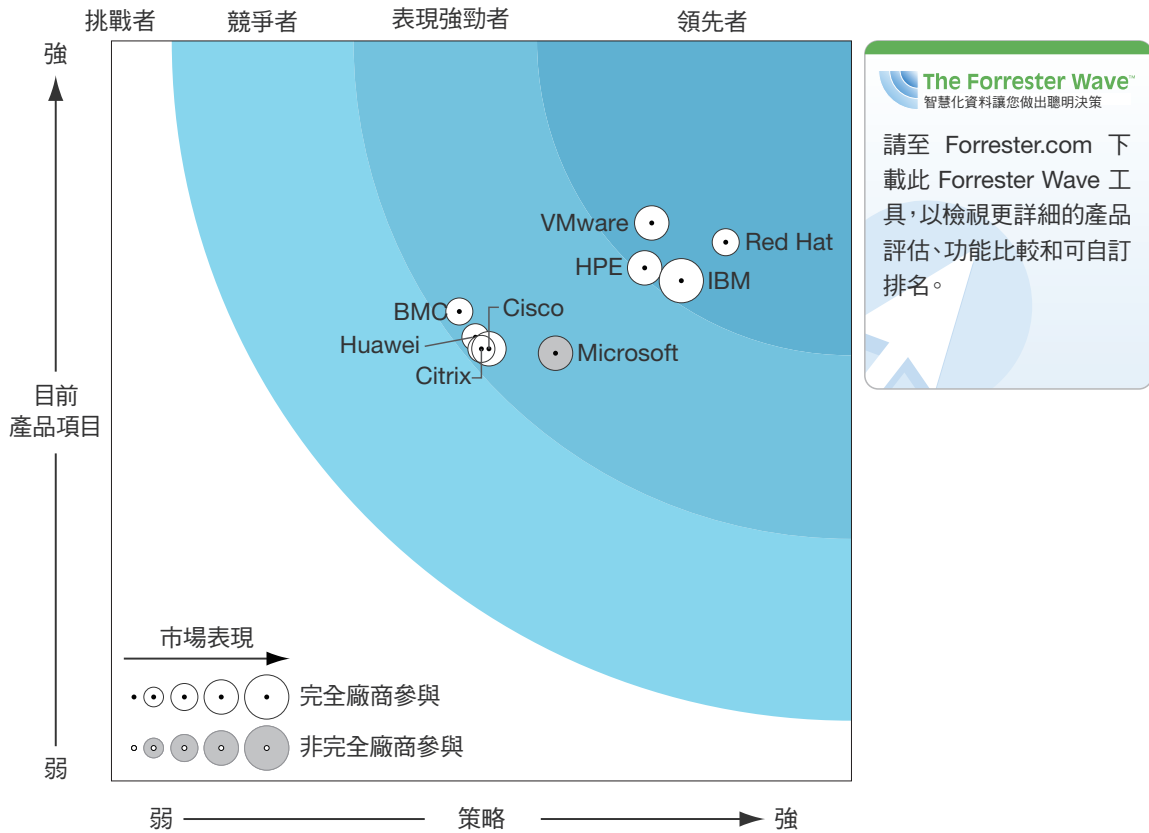 挑戰者
競爭者
表現強勁者
領先者
強
The Forrester Wave™
智慧化資料讓您做出聰明決策
請至 Forrester.com 下
載此 Forrester Wave 工
具,以檢視更詳細的產品
評估、功能比較和可自訂
排名。
VMware
Red Hat
HPE
IBM
BMC
Cisco
Huawei
Microsoft
Citrix
目前
產品項目
市場表現
完全廠商參與
非完全廠商參與
弱
弱
策略
強